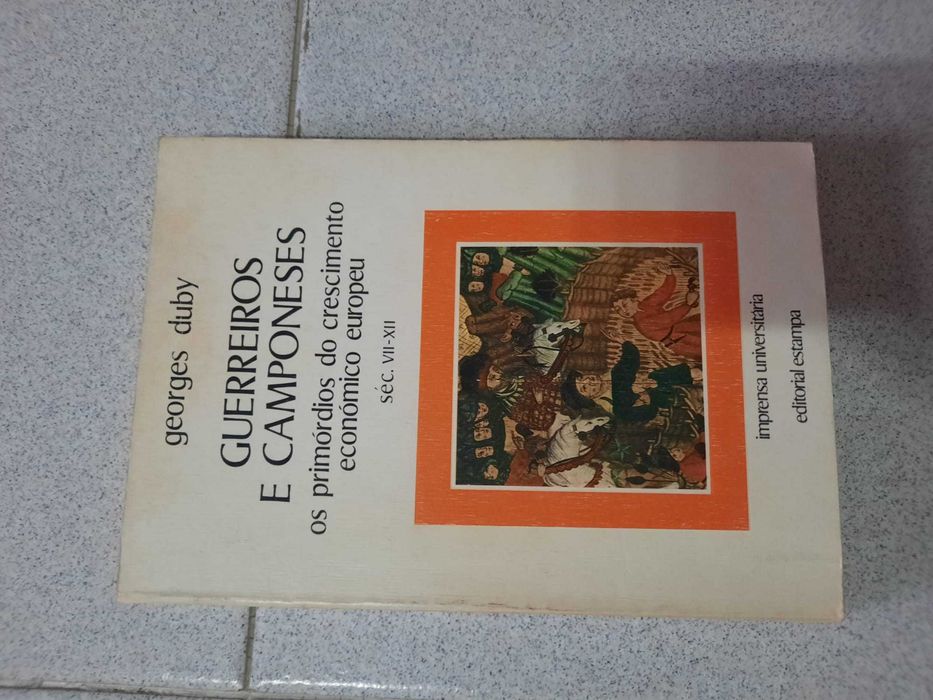 georges duby
GUERREIROS
E CAMPONESES
os primórdios do crescimento
económico europeu
séc. VII-XII
imprensa universitária
editorial estampa